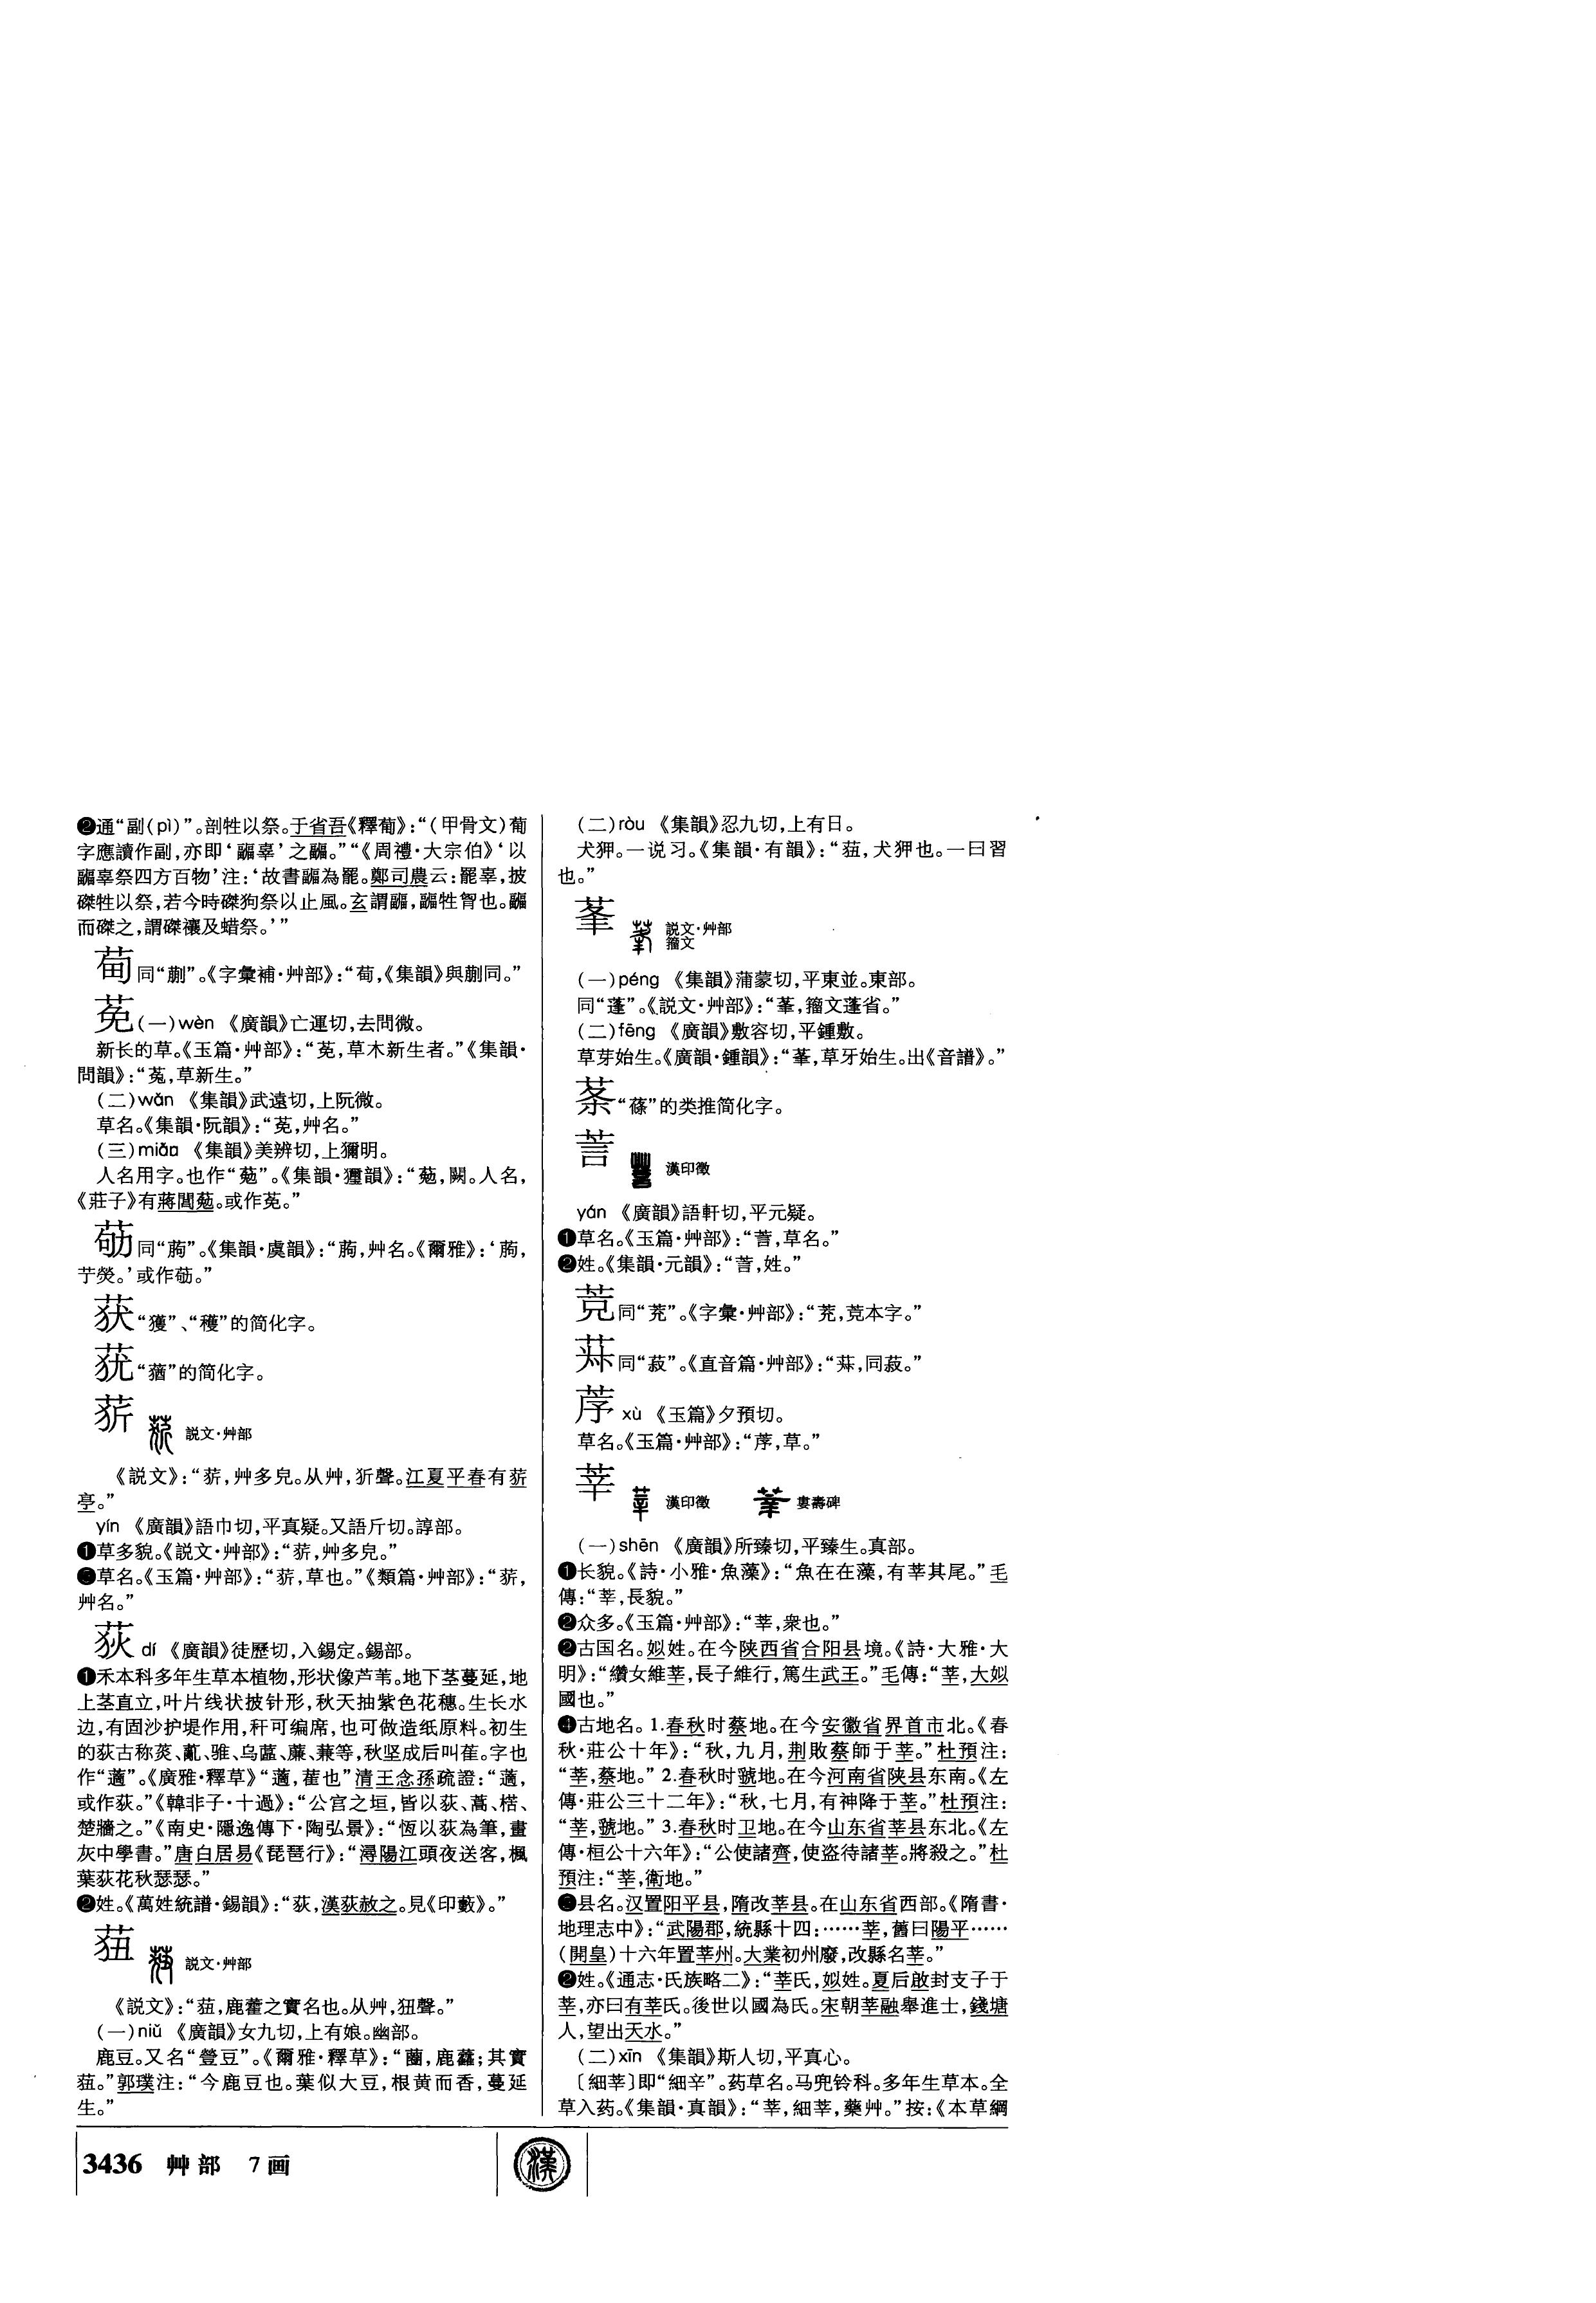 ❷通“副(pì)”。剖牲以祭。于省吾《釋䈬》:“(甲骨文)䈬
字應讀作副,亦即‘疈辜’之疈。”“《周禮·大宗伯》‘以
疈辜祭四方百物’注:‘故書疈為罷。鄭司農云:罷辜,披
磔牲以祭,若今時磔狗祭以止風。玄謂疈,疈牲胷也。疈
而磔之,謂磔禳及蜡祭。’”
同“蒯”。《字彙補·艸部》:“《集韻》與蒯同。”
莬(一)wèn 《廣韻》亡運切,去問微。
新长的草。《玉篇·艸部》:“莬,草木新生者。”《集韻·
問韻》:“莬,草新生。”
(二)wǎn 《集韻》武遠切,上阮微。
草名。《集韻·阮韻》:“莬,艸名。”
(三)miǎn 《集韻》美辨切,上獮明。
人名用字。也作“葂”。《集韻·獮韻》:“葂,闕。人名,
《莊子》有蔣閭葂。或作莬。”
同“蒟”。《集韻·虞韻》:“艸名。《爾雅》:‘
艼熒。’或作”
获“獲”、“穫”的简化字。
莸“蕕”的简化字。
𦯈 説文·艸部
《説文》:“艸多皃。从艸,狋聲。江夏平春有
亭。”
yín 《廣韻》語巾切,平真疑。又語斤切。諄部。
❶草多貌。《説文·艸部》:“艸多皃。”
❷草名。《玉篇·艸部》:“草也。”《類篇·艸部》:“
艸名。”
荻 dí 《廣韻》徒歷切,入錫定。錫部。
❶禾本科多年生草本植物,形状像芦苇。地下茎蔓延,地
上茎直立,叶片线状披针形,秋天抽紫色花穗。生长水
边,有固沙护堤作用,秆可编席,也可做造纸原料。初生
的荻古称菼、薍、骓、乌蓲、薕、蒹等,秋坚成后叫萑。字也
作“藡”。《廣雅·釋草》“藡,萑也”清王念孫疏證:“藡,
或作荻。”《韓非子·十過》:“公宫之垣,皆以荻、蒿、楛、
楚牆之。”《南史·隱逸傳下·陶弘景》:“恆以荻為筆,畫
灰中學書。”唐白居易《琵琶行》:“潯陽江頭夜送客,楓
葉荻花秋瑟瑟。”
❷姓。《萬姓統譜·錫韻》:“荻,漢荻赦之。見《印藪》。”
莥 説文·艸部
《説文》:“莥,鹿藿之實名也。从艸,狃聲。”
(一)niǔ 《廣韻》女九切,上有娘。幽部。
鹿豆。又名“𧯆豆”。《爾雅·釋草》:“蔨,鹿藿;其實
莥。”郭璞注:“今鹿豆也。葉似大豆,根黄而香,蔓延
生。”
(二)ròu 《集韻》忍九切,上有日。
犬狎。一说习。《集韻·有韻》:“莥,犬狎也。一曰習
也。”
莑 説文·艸部
籀文
(一)péng 《集韻》蒲蒙切,平東並。東部。
同“蓬”。《説文·艸部》:“莑,籀文蓬省。”
(二)fēng 《廣韻》敷容切,平鍾敷。
草芽始生。《廣韻·鍾韻》:“莑,草牙始生。出《音譜》。”
“蓧”的类推简化字。
䓂 漢印徵
yán 《廣韻》語軒切,平元疑。
❶草名。《玉篇·艸部》:“草名。”
❷姓。《集韻·元韻》:“姓。”
同“茺”。《字彙·艸部》:“本字。”
同“菽”。《直音篇·艸部》:“同菽。”
xù 《玉篇》夕預切。
草名。《玉篇·艸部》:“草。”
莘 漢印徵 婁壽碑
(一)shēn 《廣韻》所臻切,平臻生。真部。
❶长貌。《詩·小雅·魚藻》:“魚在在藻,有莘其尾。”毛
傳:“莘,長貌。”
❷众多。《玉篇·艸部》:“莘,衆也。”
❷古国名。姒姓。在今陕西省合阳县境。《詩·大雅·大
明》:“纘女維莘,長子維行,篤生武王。”毛傳:“莘,大姒
國也。”
❹古地名。1.春秋时蔡地。在今安徽省界首市北。《春
秋·莊公十年》:“秋,九月,荆敗蔡師于莘。”杜預注:
“莘,蔡地。”2.春秋时虢地。在今河南省陕县东南。《左
傳·莊公三十二年》:“秋,七月,有神降于莘。”杜預注:
“莘,虢地。”3.春秋时卫地。在今山东省莘县东北。《左
傳·桓公十六年》:“公使諸齊,使盗待諸莘。將殺之。”杜
預注:“莘,衛地。”
❺县名。汉置阳平县,隋改莘县。在山东省西部。《隋書·
地理志中》:“武陽郡,統縣十四:……莘,舊曰陽平……
(開皇)十六年置莘州。大業初州廢,改縣名莘。”
❷姓。《通志·氏族略二》:“莘氏,姒姓。夏后啟封支子于
莘,亦曰有莘氏。後世以國為氏。宋朝莘融舉進士,錢塘
人,望出天水。”
(二)xīn 《集韻》斯人切,平真心。
〔細莘〕即“細辛”。药草名。马兜铃科。多年生草本。全
草入药。《集韻·真韻》:“莘,細莘,藥艸。”按:《本草綱
3436 艸部 7画
漢